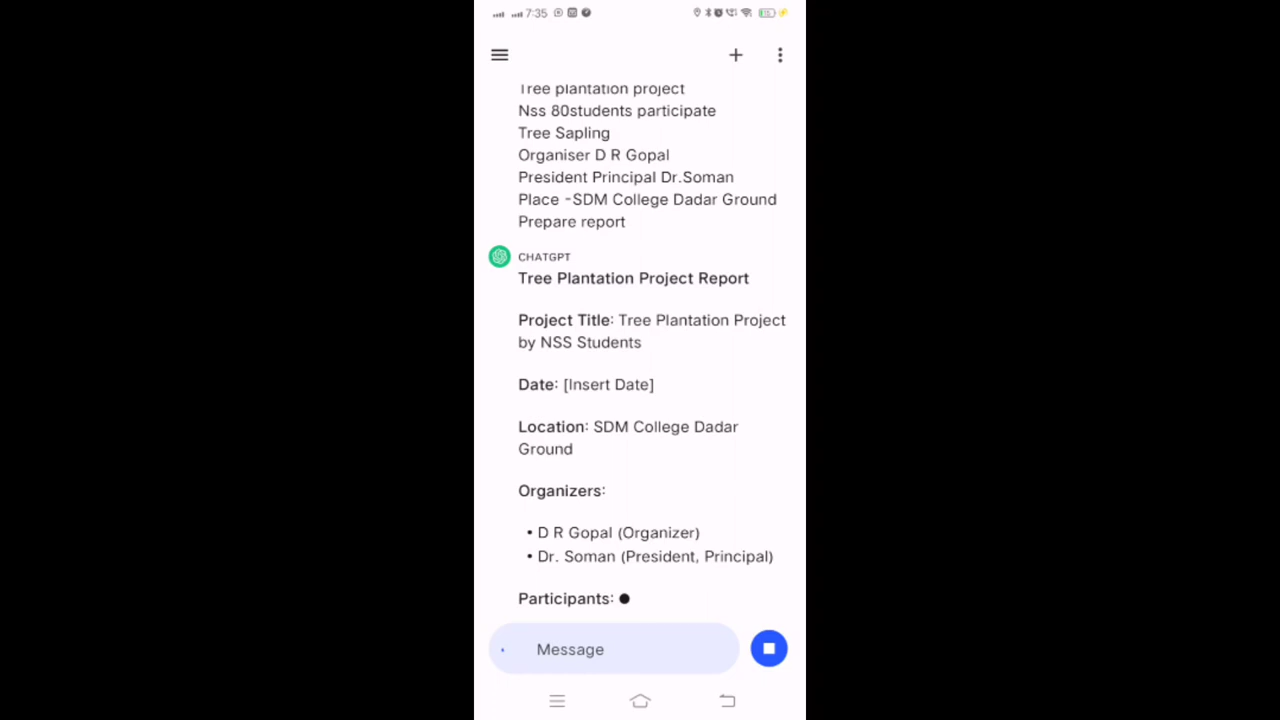 7:35
Tree plantation project
Nss 80students participate
Tree Sapling
Organiser D R Gopal
President Principal Dr.Soman
Place -SDM College Dadar Ground
Prepare report
CHATGPT
Tree Plantation Project Report
Project Title: Tree Plantation Project
by NSS Students
Date: [Insert Date]
Location: SDM College Dadar
Ground
Organizers:
• D R Gopal (Organizer)
• Dr. Soman (President, Principal)
Participants:
Message